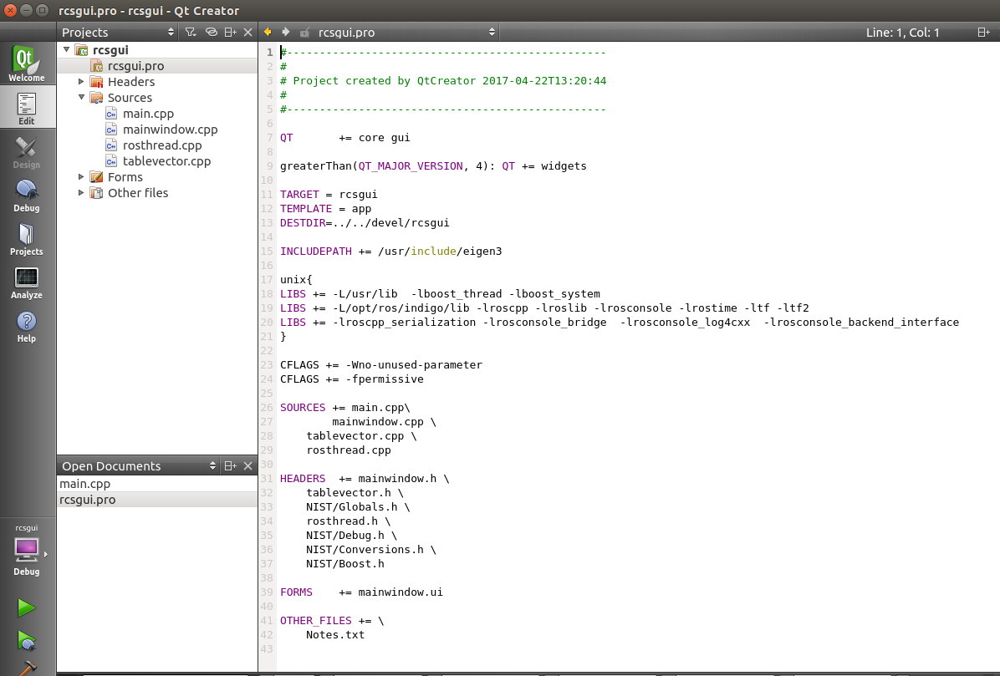 rcsgui.pro - rcsgui - Qt Creator
Projects
rcsgui.pro
Line: 1, Col: 1
Qt
Welcome
Edit
Design
Debug
Projects
Analyze
Help
rcsgui
rcsgui.pro
Headers
Sources
main.cpp
mainwindow.cpp
rosthread.cpp
tablevector.cpp
Forms
Other files
Open Documents
main.cpp
rcsgui.pro
rcsgui
Debug
1 #-------------------------------------------------
2 #
3 # Project created by QtCreator 2017-04-22T13:20:44
4 #
5 #-------------------------------------------------
6
7 QT       += core gui
8
9 greaterThan(QT_MAJOR_VERSION, 4): QT += widgets
10
11 TARGET = rcsgui
12 TEMPLATE = app
13 DESTDIR=../../devel/rcsgui
14
15 INCLUDEPATH += /usr/include/eigen3
16
17 unix{
18 LIBS += -L/usr/lib  -lboost_thread -lboost_system
19 LIBS += -L/opt/ros/indigo/lib -lroscpp -lroslib -lrosconsole -lrostime -ltf -ltf2
20 LIBS += -lroscpp_serialization -lrosconsole_bridge  -lrosconsole_log4cxx  -lrosconsole_backend_interface
21 }
22
23 CFLAGS += -Wno-unused-parameter
24 CFLAGS += -fpermissive
25
26 SOURCES += main.cpp\
27         mainwindow.cpp \
28     tablevector.cpp \
29     rosthread.cpp
30
31 HEADERS  += mainwindow.h \
32     tablevector.h \
33     NIST/Globals.h \
34     rosthread.h \
35     NIST/Debug.h \
36     NIST/Conversions.h \
37     NIST/Boost.h
38
39 FORMS    += mainwindow.ui
40
41 OTHER_FILES += \
42     Notes.txt
43